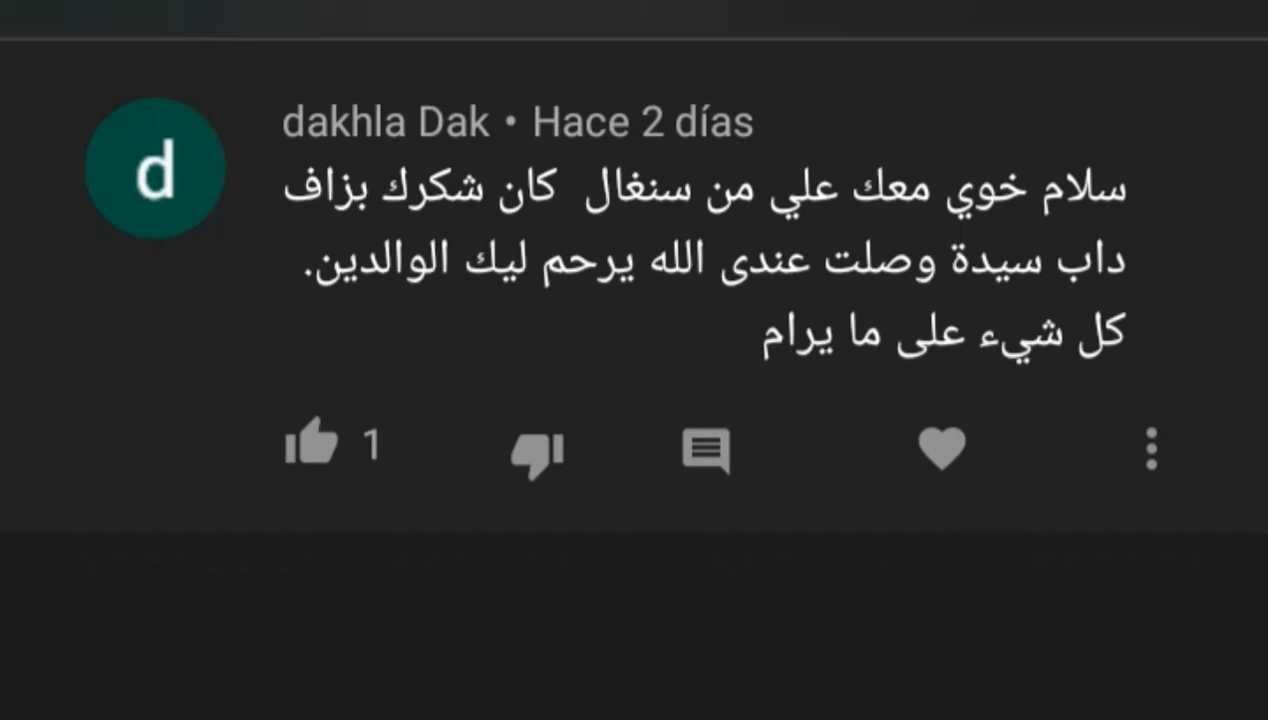 d
dakhla Dak • Hace 2 días
سلام خوي معك علي من سنغال  كان شكرك بزاف
داب سيدة وصلت عندى الله يرحم ليك الوالدين.
كل شيء على ما يرام
1